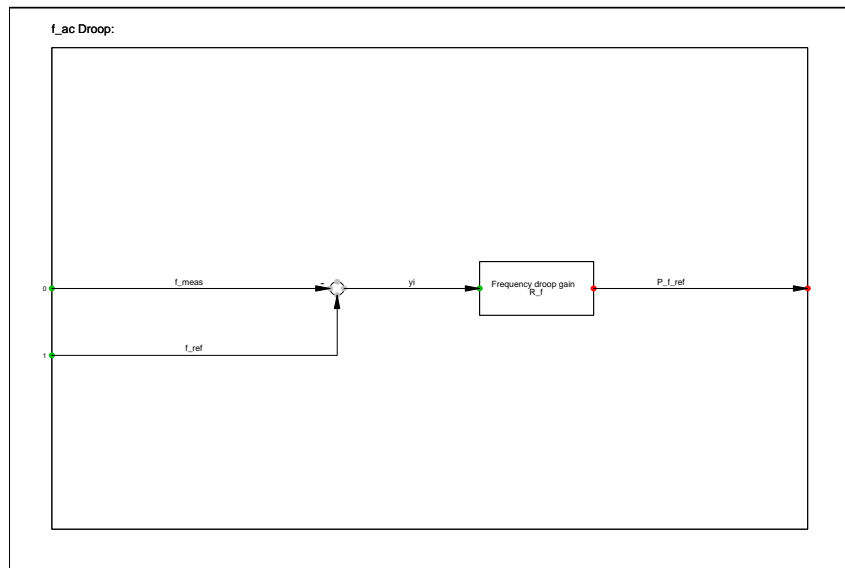 f_ac Droop:
0
f_meas
-
yi
Frequency droop gain
R_f
P_f_ref
1
f_ref